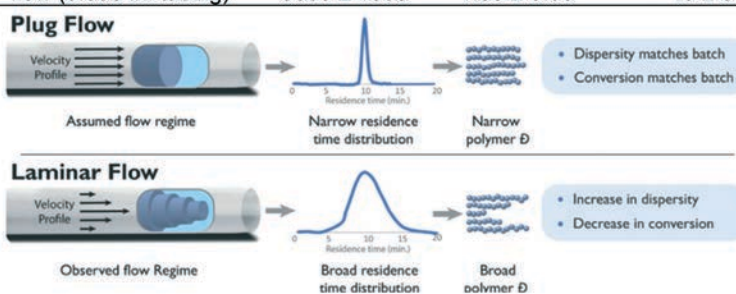 Plug Flow
Velocity
Profile
0 5 10 15 20
Residence time (min.)
Assumed flow regime
Narrow residence
time distribution
Narrow
polymer Đ
• Dispersity matches batch
• Conversion matches batch
Laminar Flow
Velocity
Profile
0 5 10 15 20
Residence time (min.)
Observed flow Regime
Broad residence
time distribution
Broad
polymer Đ
• Increase in dispersity
• Decrease in conversion